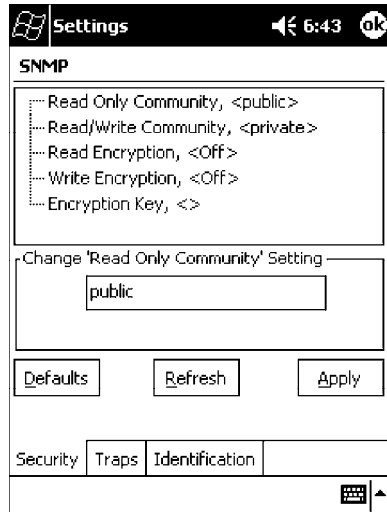 Settings 6:43 ok
SNMP
Read Only Community, <public>
Read/Write Community, <private>
Read Encryption, <Off>
Write Encryption, <Off>
Encryption Key, <>
Change 'Read Only Community' Setting
public
Defaults Refresh Apply
Security Traps Identification